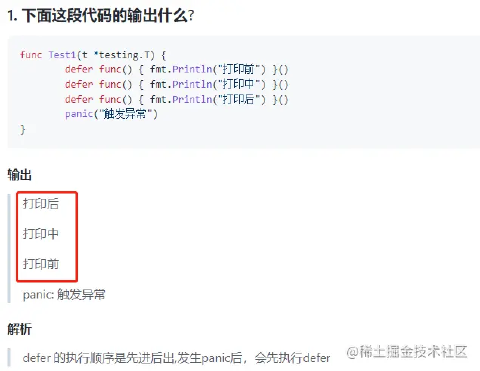 1. 下面这段代码的输出什么?
func Test1(t *testing.T) {
defer func() { fmt.Println("打印前") }()
defer func() { fmt.Println("打印中") }()
defer func() { fmt.Println("打印后") }()
panic("触发异常")
}
输出
打印后
打印中
打印前
panic: 触发异常
解析
defer 的执行顺序是先进后出,发生panic后，会先执行defer
@稀土掘金技术社区